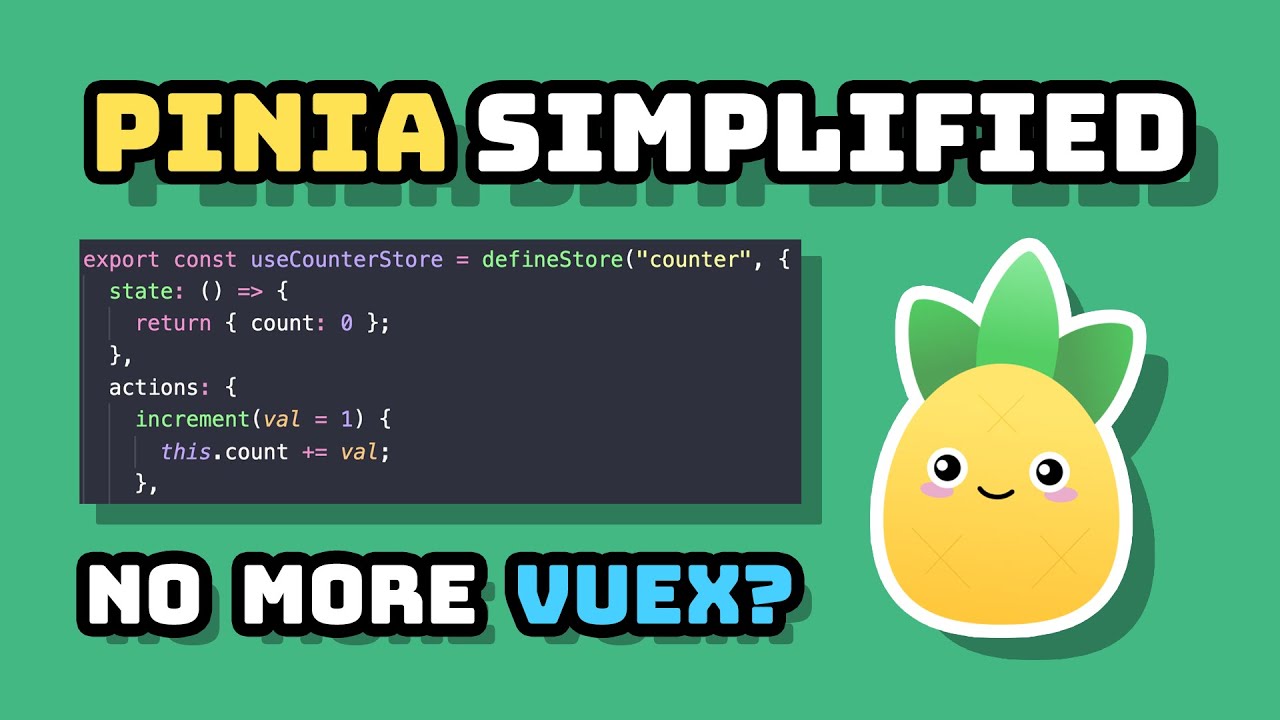 PINIA SIMPLIFIED
export const useCounterStore = defineStore("counter", {
  state: () => {
    return { count: 0 };
  },
  actions: {
    increment(val = 1) {
      this.count += val;
    },
NO MORE VUEX?